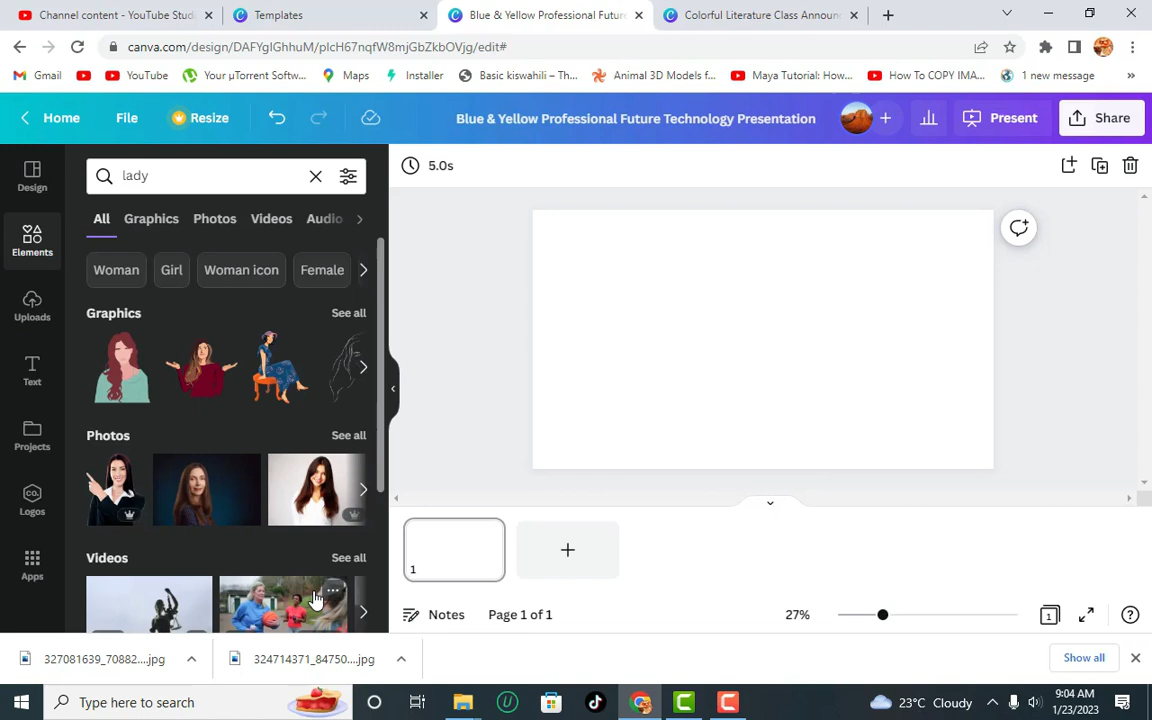 Channel content - YouTube Stud
Templates
Blue & Yellow Professional Futur
Colorful Literature Class Announ
canva.com/design/DAFYglGhhuM/plcH67nqfW8mjGbZkbOVjg/edit#
Gmail
YouTube
Your µTorrent Softw...
Maps
Installer
Basic kiswahili – Th...
Animal 3D Models f...
Maya Tutorial: How...
How To COPY IMA...
1 new message
Home
File
Resize
Blue & Yellow Professional Future Technology Presentation
Present
Share
Design
Elements
Uploads
Text
Projects
CO.
Logos
Apps
lady
All
Graphics
Photos
Videos
Audio
Woman
Girl
Woman icon
Female
Graphics
See all
Photos
See all
Videos
See all
5.0s
1
Notes
Page 1 of 1
27%
1
327081639_70882....jpg
324714371_84750....jpg
Show all
Type here to search
23°C Cloudy
9:04 AM
1/23/2023